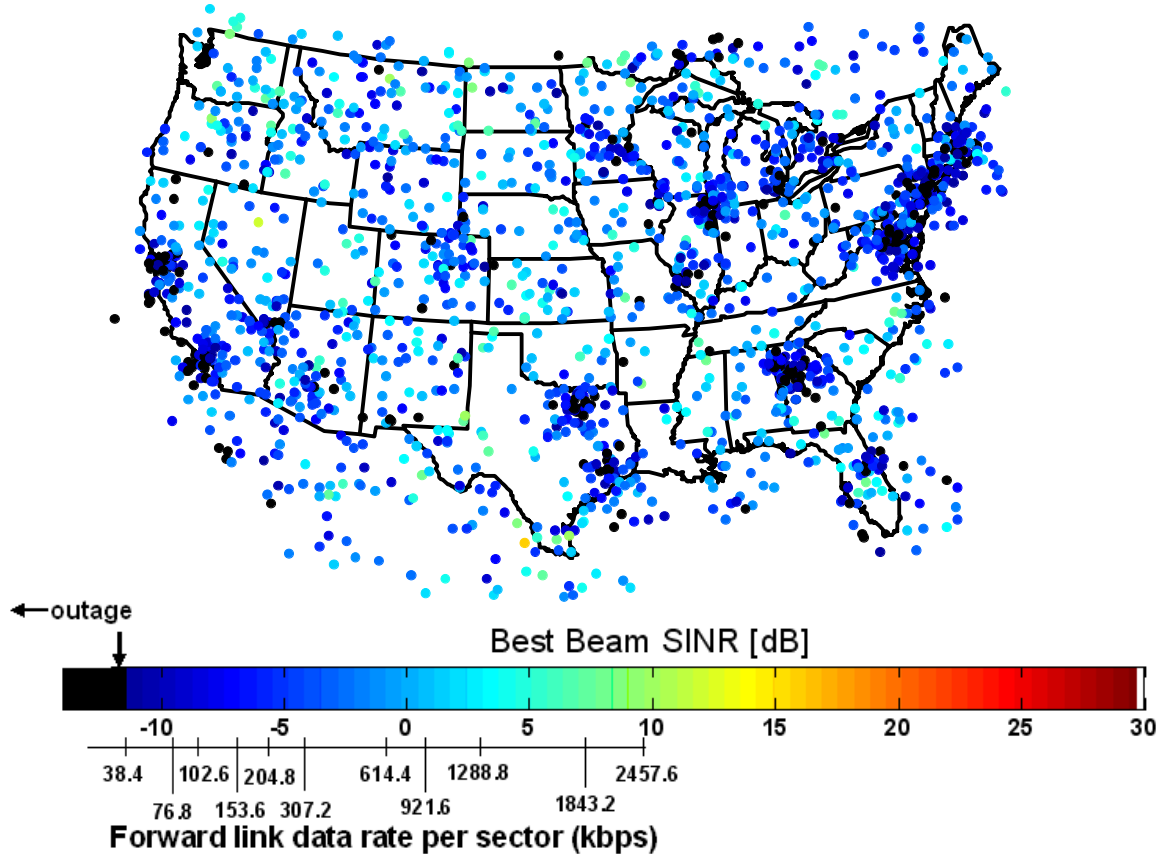 outage
Best Beam SINR [dB]
-10 -5 0 5 10 15 20 25 30
38.4 102.6 204.8 614.4 1288.8 2457.6
76.8 153.6 307.2 921.6 1843.2
Forward link data rate per sector (kbps)